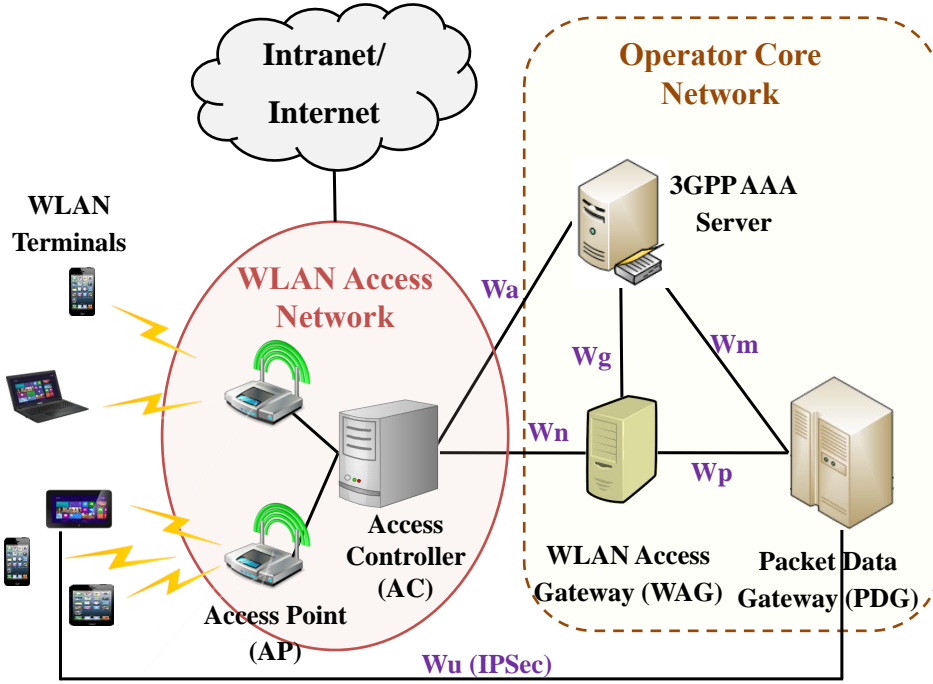 Intranet/
Internet
Operator Core
Network
3GPP AAA
Server
WLAN
Terminals
WLAN Access
Network
Wa
Wg
Wm
Wn
Wp
Access
Controller
(AC)
WLAN Access
Gateway (WAG)
Packet Data
Gateway (PDG)
Access Point
(AP)
Wu (IPSec)